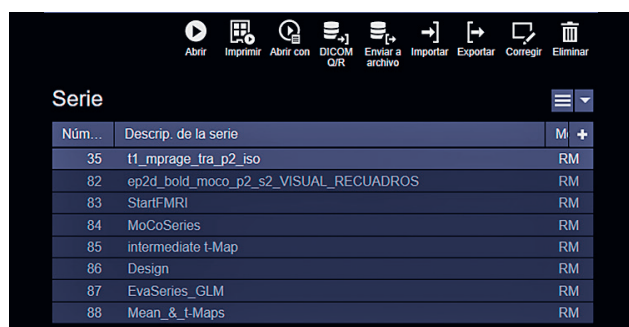 Abrir Imprimir Abrir con DICOM Q/R Enviar a archivo Importar Exportar Corregir Eliminar
Serie
Núm... Descrip. de la serie M +
35 t1_mprage_tra_p2_iso RM
82 ep2d_bold_moco_p2_s2_VISUAL_RECUADROS RM
83 StartFMRI RM
84 MoCoSeries RM
85 intermediate t-Map RM
86 Design RM
87 EvaSeries_GLM RM
88 Mean_&_t-Maps RM